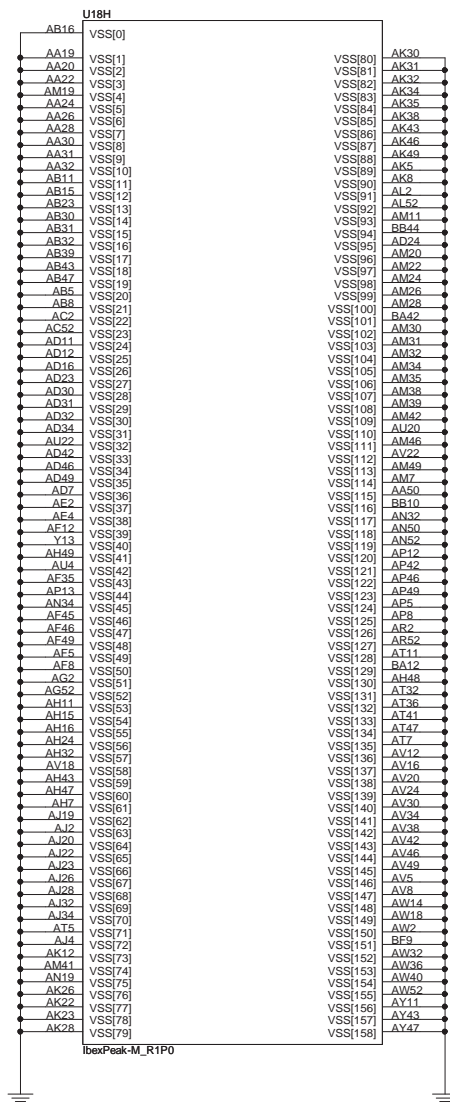 U18H
AB16 VSS[0]
AA19 VSS[1] VSS[80] AK30
AA20 VSS[2] VSS[81] AK31
AA22 VSS[3] VSS[82] AK32
AM19 VSS[4] VSS[83] AK34
AA24 VSS[5] VSS[84] AK35
AA26 VSS[6] VSS[85] AK38
AA28 VSS[7] VSS[86] AK43
AA30 VSS[8] VSS[87] AK46
AA31 VSS[9] VSS[88] AK49
AA32 VSS[10] VSS[89] AK5
AB11 VSS[11] VSS[90] AK8
AB15 VSS[12] VSS[91] AL2
AB23 VSS[13] VSS[92] AL52
AB30 VSS[14] VSS[93] AM11
AB31 VSS[15] VSS[94] BB44
AB32 VSS[16] VSS[95] AD24
AB39 VSS[17] VSS[96] AM20
AB43 VSS[18] VSS[97] AM22
AB47 VSS[19] VSS[98] AM24
AB5 VSS[20] VSS[99] AM26
AB8 VSS[21] VSS[100] AM28
AC2 VSS[22] VSS[101] BA42
AC52 VSS[23] VSS[102] AM30
AD11 VSS[24] VSS[103] AM31
AD12 VSS[25] VSS[104] AM32
AD16 VSS[26] VSS[105] AM34
AD23 VSS[27] VSS[106] AM35
AD30 VSS[28] VSS[107] AM38
AD31 VSS[29] VSS[108] AM39
AD32 VSS[30] VSS[109] AM42
AD34 VSS[31] VSS[110] AU20
AU22 VSS[32] VSS[111] AM46
AD42 VSS[33] VSS[112] AV22
AD46 VSS[34] VSS[113] AM49
AD49 VSS[35] VSS[114] AM7
AD7 VSS[36] VSS[115] AA50
AE2 VSS[37] VSS[116] BB10
AE4 VSS[38] VSS[117] AN32
AF12 VSS[39] VSS[118] AN50
Y13 VSS[40] VSS[119] AN52
AH49 VSS[41] VSS[120] AP12
AU4 VSS[42] VSS[121] AP42
AF35 VSS[43] VSS[122] AP46
AP13 VSS[44] VSS[123] AP49
AN34 VSS[45] VSS[124] AP5
AF45 VSS[46] VSS[125] AP8
AF46 VSS[47] VSS[126] AR2
AF49 VSS[48] VSS[127] AR52
AF5 VSS[49] VSS[128] AT11
AF8 VSS[50] VSS[129] BA12
AG2 VSS[51] VSS[130] AH48
AG52 VSS[52] VSS[131] AT32
AH11 VSS[53] VSS[132] AT36
AH15 VSS[54] VSS[133] AT41
AH16 VSS[55] VSS[134] AT47
AH24 VSS[56] VSS[135] AT7
AH32 VSS[57] VSS[136] AV12
AV18 VSS[58] VSS[137] AV16
AH43 VSS[59] VSS[138] AV20
AH47 VSS[60] VSS[139] AV24
AH7 VSS[61] VSS[140] AV30
AJ19 VSS[62] VSS[141] AV34
AJ2 VSS[63] VSS[142] AV38
AJ20 VSS[64] VSS[143] AV42
AJ22 VSS[65] VSS[144] AV46
AJ23 VSS[66] VSS[145] AV49
AJ26 VSS[67] VSS[146] AV5
AJ28 VSS[68] VSS[147] AV8
AJ32 VSS[69] VSS[148] AW14
AJ34 VSS[70] VSS[149] AW18
AT5 VSS[71] VSS[150] AW2
AJ4 VSS[72] VSS[151] BF9
AK12 VSS[73] VSS[152] AW32
AM41 VSS[74] VSS[153] AW36
AN19 VSS[75] VSS[154] AW40
AK26 VSS[76] VSS[155] AW52
AK22 VSS[77] VSS[156] AY11
AK23 VSS[78] VSS[157] AY43
AK28 VSS[79] VSS[158] AY47
IbexPeak-M_R1P0